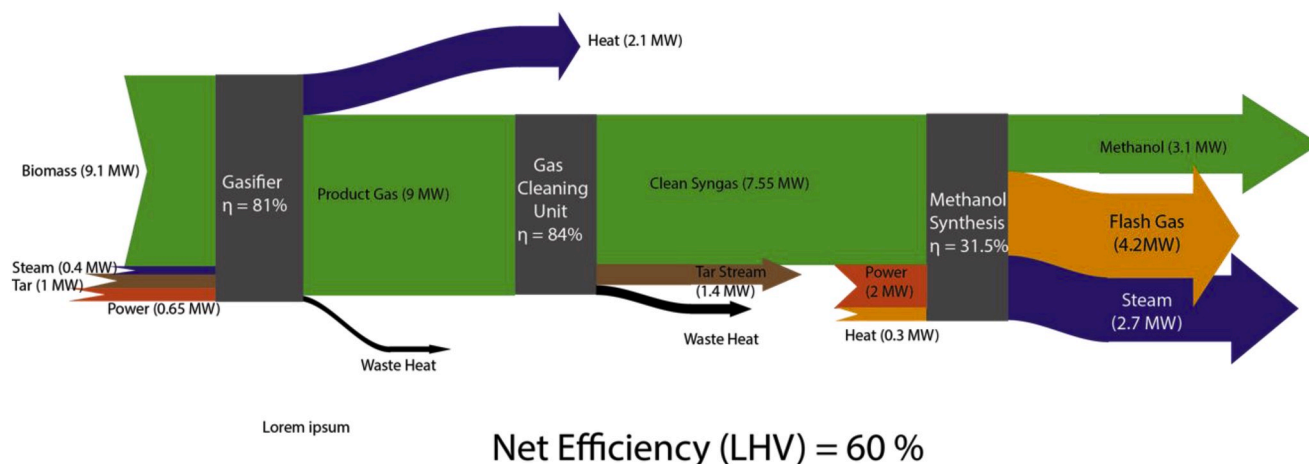 Heat (2.1 MW)
Biomass (9.1 MW)
Gasifier
η = 81%
Product Gas (9 MW)
Gas
Cleaning
Unit
η = 84%
Clean Syngas (7.55 MW)
Methanol
Synthesis
η = 31.5%
Methanol (3.1 MW)
Flash Gas
(4.2MW)
Steam
(2.7 MW)
Steam (0.4 MW)
Tar (1 MW)
Power (0.65 MW)
Waste Heat
Tar Stream
(1.4 MW)
Waste Heat
Power
(2 MW)
Heat (0.3 MW)
Lorem ipsum
Net Efficiency (LHV) = 60 %